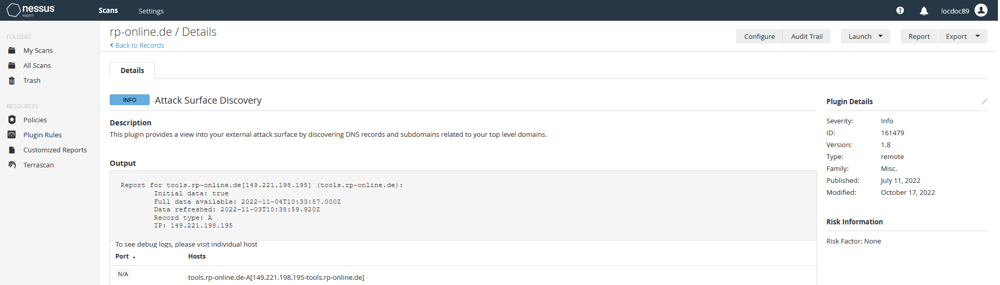 nessus
expert
Scans
Settings
locdoc89
FOLDERS
My Scans
All Scans
Trash
RESOURCES
Policies
Plugin Rules
Customized Reports
Terrascan
rp-online.de / Details
Back to Records
Configure
Audit Trail
Launch
Report
Export
Details
INFO
Attack Surface Discovery
Description
This plugin provides a view into your external attack surface by discovering DNS records and subdomains related to your top level domains.
Output
Report for tools.rp-online.de[149.221.198.195] (tools.rp-online.de):
Initial data: true
Full data available: 2022-11-04T10:33:57.000Z
Data refreshed: 2022-11-03T10:38:59.920Z
Record type: A
IP: 149.221.198.195
To see debug logs, please visit individual host
Port Hosts
N/A tools.rp-online.de-A[149.221.198.195-tools.rp-online.de]
Plugin Details
Severity: Info
ID: 161479
Version: 1.8
Type: remote
Family: Misc.
Published: July 11, 2022
Modified: October 17, 2022
Risk Information
Risk Factor: None